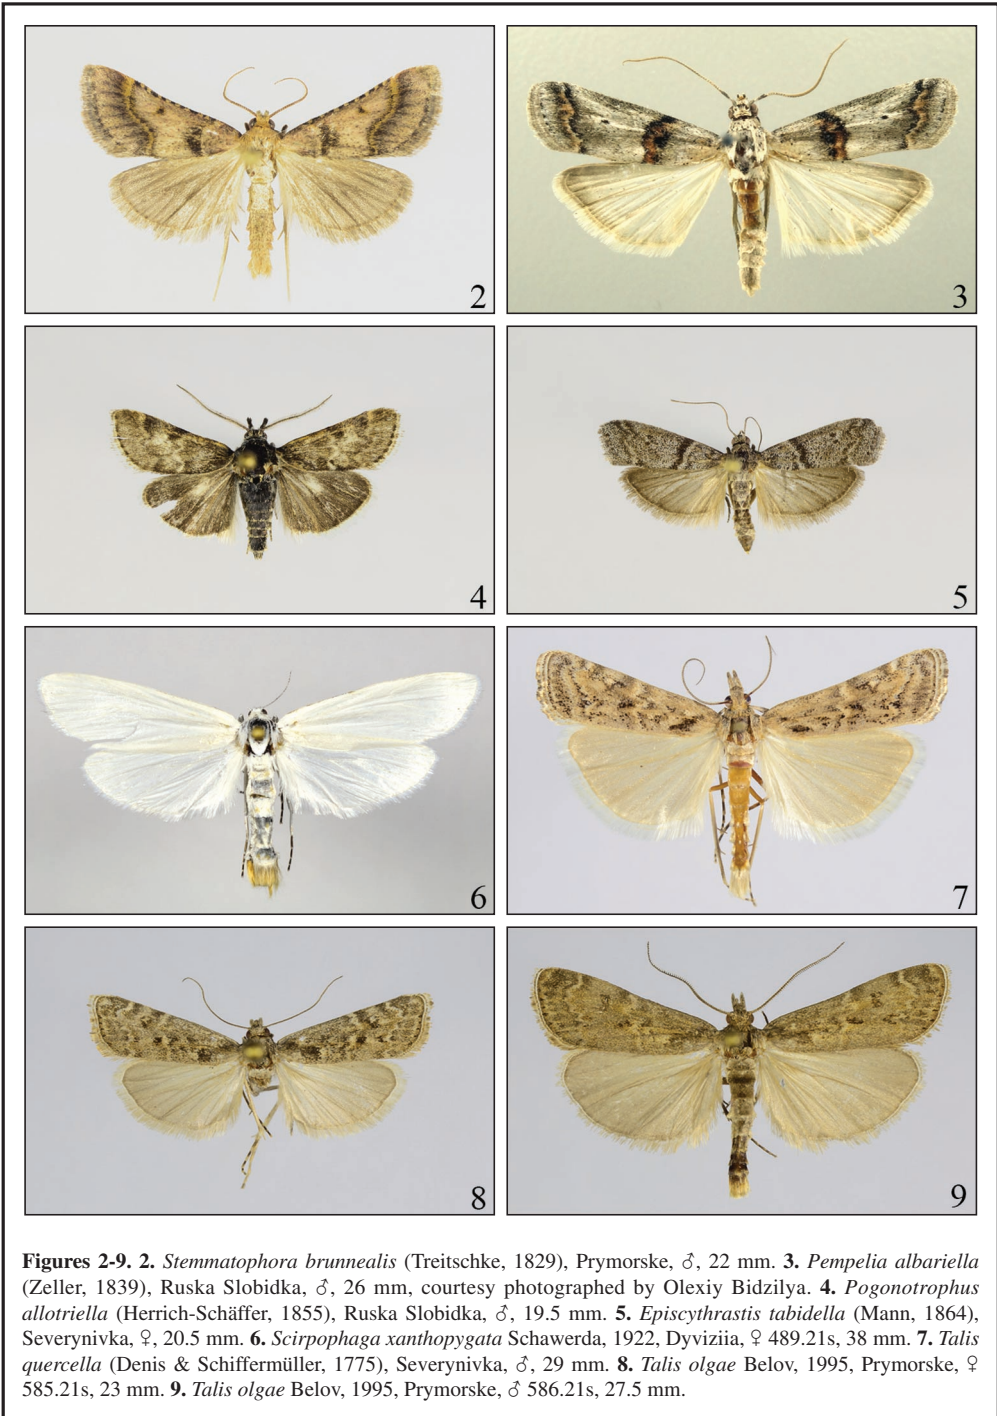 2
3
4
5
6
7
8
9
Figures 2-9. 2. Stemmatophora brunnealis (Treitschke, 1829), Prymorske, ♂, 22 mm. 3. Pempelia albariella
(Zeller, 1839), Ruska Slobidka, ♂, 26 mm, courtesy photographed by Olexiy Bidzilya. 4. Pogonotrophus
allotriella (Herrich-Schäffer, 1855), Ruska Slobidka, ♂, 19.5 mm. 5. Episcythrastis tabidella (Mann, 1864),
Severynivka, ♀, 20.5 mm. 6. Scirpophaga xanthopygata Schawerda, 1922, Dyviziia, ♀ 489.21s, 38 mm. 7. Talis
quercella (Denis & Schiffermüller, 1775), Severynivka, ♂, 29 mm. 8. Talis olgae Belov, 1995, Prymorske, ♀
585.21s, 23 mm. 9. Talis olgae Belov, 1995, Prymorske, ♂ 586.21s, 27.5 mm.